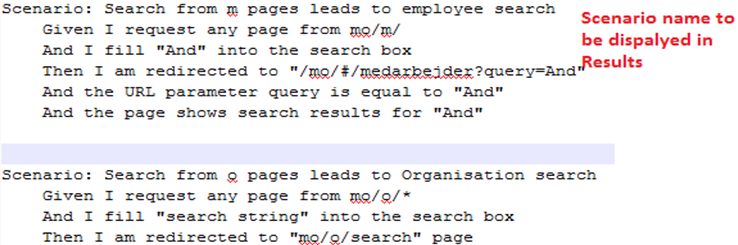 Scenario: Search from m pages leads to employee search
Given I request any page from mo/m/
And I fill "And" into the search box
Then I am redirected to "/mo/#/medarbejder?query=And"
And the URL parameter query is equal to "And"
And the page shows search results for "And"
Scenario name to
be dispalyed in
Results
Scenario: Search from o pages leads to Organisation search
Given I request any page from mo/o/*
And I fill "search string" into the search box
Then I am redirected to "mo/o/search" page